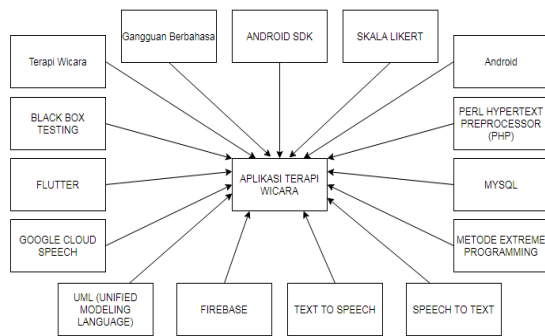 Gangguan Berbahasa
ANDROID SDK
SKALA LIKERT
Terapi Wicara
Android
BLACK BOX
TESTING
PERL HYPERTEXT
PREPROCESSOR
(PHP)
APLIKASI TERAPI
WICARA
FLUTTER
MYSQL
GOOGLE CLOUD
SPEECH
METODE EXTREME
PROGRAMMING
UML (UNIFIED
MODELING
LANGUAGE)
FIREBASE
TEXT TO SPEECH
SPEECH TO TEXT